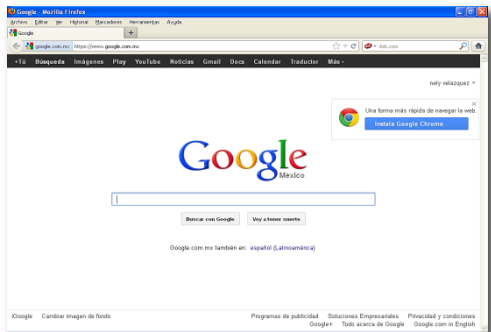 Google - Mozilla Firefox
Archivo Editar Ver Historial Marcadores Herramientas Ayuda
Google
google.com.mx https://www.google.com.mx Ask.com
+Tú Búsqueda Imágenes Play YouTube Noticias Gmail Docs Calendar Traductor Más
nely velazquez
Una forma más rápida de navegar la web.
Instala Google Chrome
Google
México
Buscar con Google Voy a tener suerte
Google.com.mx también en: español (Latinoamérica)
iGoogle Cambiar imagen de fondo Programas de publicidad Soluciones Empresariales Privacidad y condiciones
Google+ Todo acerca de Google Google.com in English